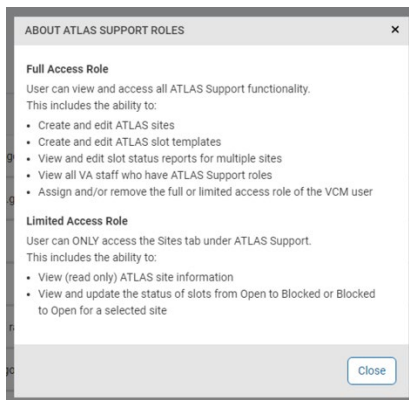 ABOUT ATLAS SUPPORT ROLES
×
Full Access Role
User can view and access all ATLAS Support functionality.
This includes the ability to:
• Create and edit ATLAS sites
• Create and edit ATLAS slot templates
• View and edit slot status reports for multiple sites
• View all VA staff who have ATLAS Support roles
• Assign and/or remove the full or limited access role of the VCM user
Limited Access Role
User can ONLY access the Sites tab under ATLAS Support.
This includes the ability to:
• View (read only) ATLAS site information
• View and update the status of slots from Open to Blocked or Blocked
to Open for a selected site
Close